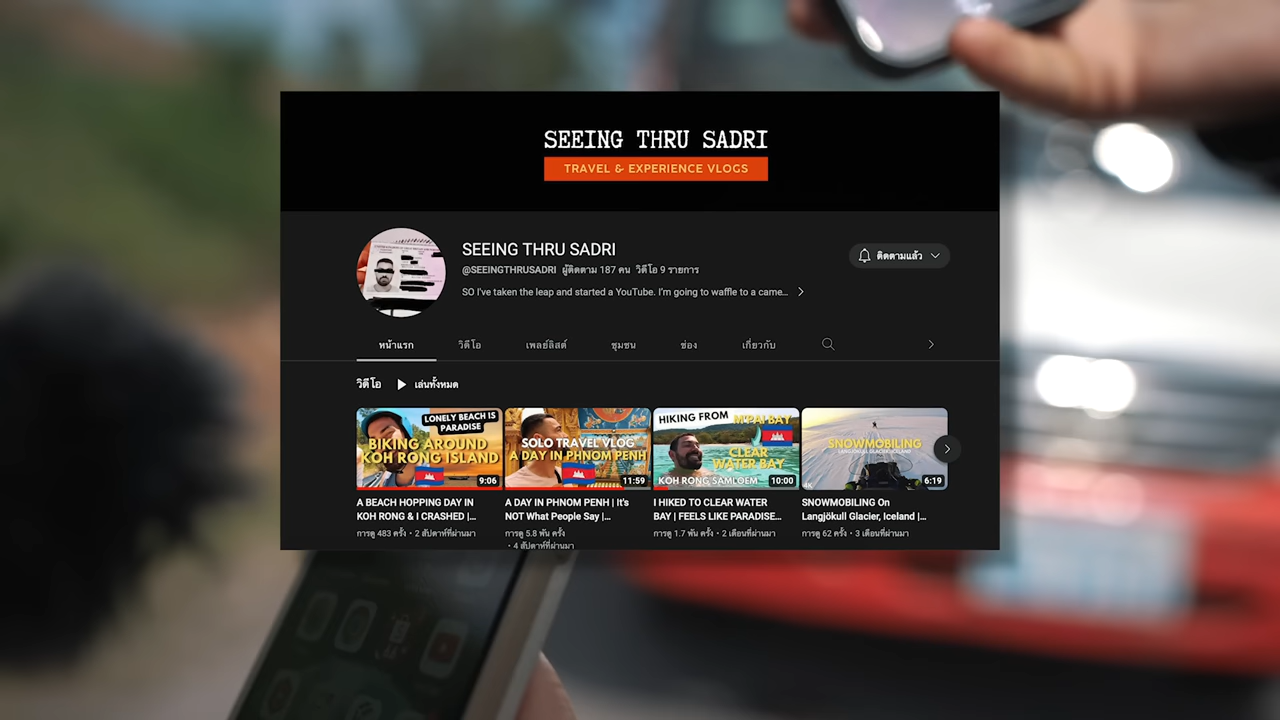 SEEING THRU SADRI
TRAVEL & EXPERIENCE VLOGS
SEEING THRU SADRI
@SEEINGTHRUSADRI ผู้ติดตาม 187 คน วิดีโอ 9 รายการ
SO I've taken the leap and started a YouTube. I'm going to waffle to a came...
ติดตามแล้ว
หน้าแรก วิดีโอ เพลย์ลิสต์ ชุมชน ช่อง เกี่ยวกับ
วิดีโอ เล่นทั้งหมด
LONELY BEACH IS
PARADISE
BIKING AROUND
KOH RONG ISLAND
9:06
SOLO TRAVEL VLOG
A DAY IN PHNOM PENH
11:59
HIKING FROM M'PAI BAY
CLEAR
WATER BAY
KOH RONG SAMLOEM
10:00
SNOWMOBILING
LANGJÖKULL GLACIER, ICELAND
4K
6:19
A BEACH HOPPING DAY IN
KOH RONG & I CRASHED |...
การดู 483 ครั้ง • 2 สัปดาห์ที่ผ่านมา
A DAY IN PHNOM PENH | It's
NOT What People Say |...
การดู 5.8 พัน ครั้ง
• 4 สัปดาห์ที่ผ่านมา
I HIKED TO CLEAR WATER
BAY | FEELS LIKE PARADISE...
การดู 1.7 พัน ครั้ง • 2 เดือนที่ผ่านมา
SNOWMOBILING On
Langjökull Glacier, Iceland |...
การดู 62 ครั้ง • 3 เดือนที่ผ่านมา